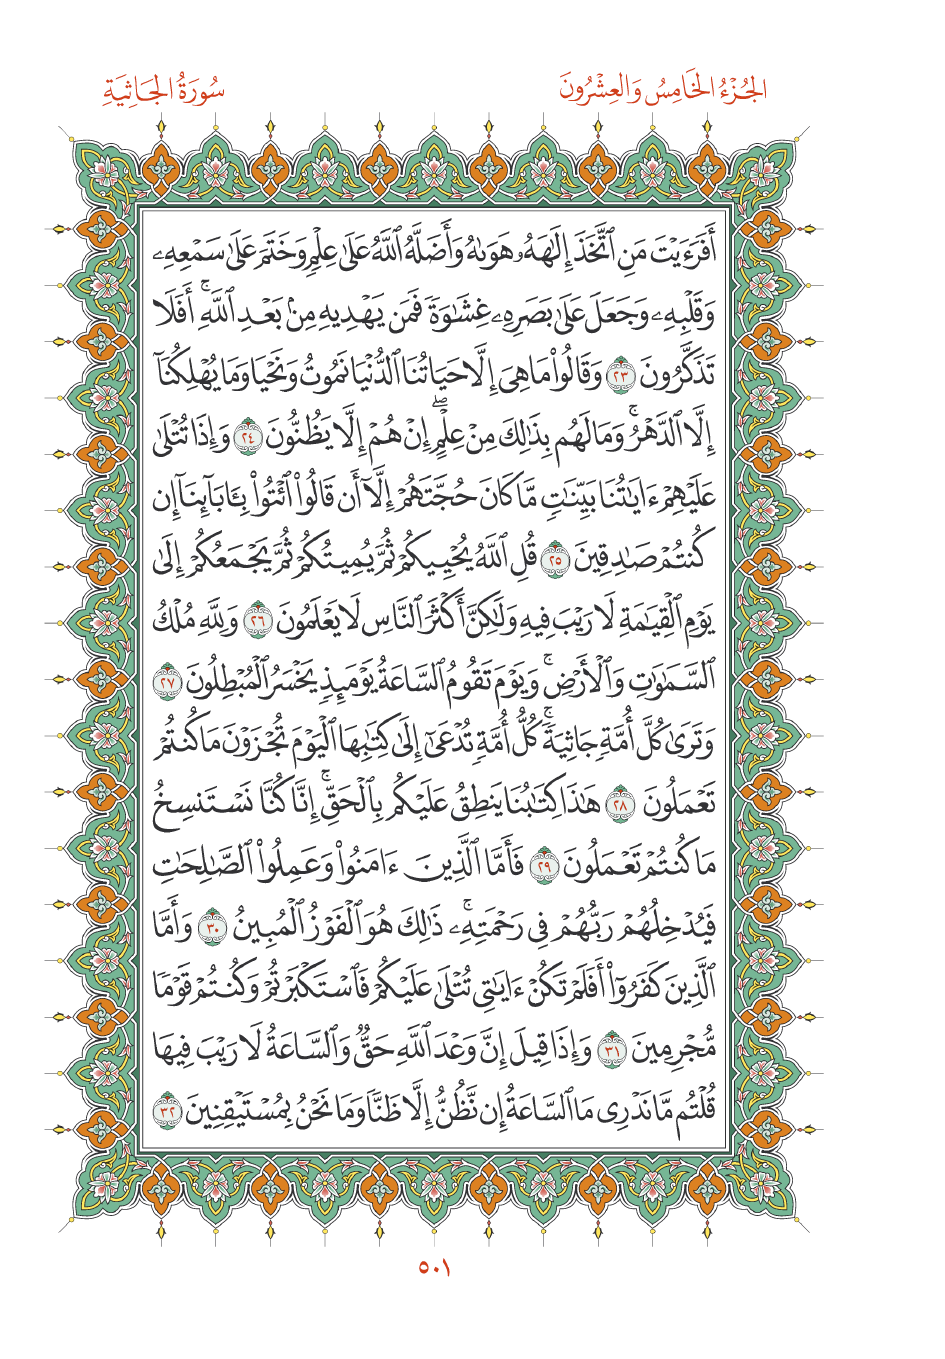 الجُزْءُ الخَامِسُ وَالعِشْرُونَ
سُورَةُ الجَاثِيَةِ
أَفَرَءَيْتَ مَنِ ٱتَّخَذَ إِلَٰهَهُۥ هَوَىٰهُ وَأَضَلَّهُ ٱللَّهُ عَلَىٰ عِلْمٖ وَخَتَمَ عَلَىٰ سَمْعِهِۦ
وَقَلْبِهِۦ وَجَعَلَ عَلَىٰ بَصَرِهِۦ غِشَٰوَةٗ فَمَن يَهْدِيهِ مِنۢ بَعْدِ ٱللَّهِۚ أَفَلَا
تَذَكَّرُونَ ٢٣ وَقَالُواْ مَا هِيَ إِلَّا حَيَاتُنَا ٱلدُّنْيَا نَمُوتُ وَنَحْيَا وَمَا يُهْلِكُنَآ
إِلَّا ٱلدَّهْرُۚ وَمَا لَهُم بِذَٰلِكَ مِنْ عِلْمٍۖ إِنْ هُمْ إِلَّا يَظُنُّونَ ٢٤ وَإِذَا تُتْلَىٰ
عَلَيْهِمْ ءَايَٰتُنَا بَيِّنَٰتٖ مَّا كَانَ حُجَّتَهُمْ إِلَّآ أَن قَالُواْ ٱئْتُواْ بِـَٔابَآئِنَآ إِن
كُنتُمْ صَٰدِقِينَ ٢٥ قُلِ ٱللَّهُ يُحْيِيكُمْ ثُمَّ يُمِيتُكُمْ ثُمَّ يَجْمَعُكُمْ إِلَىٰ
يَوْمِ ٱلْقِيَٰمَةِ لَا رَيْبَ فِيهِ وَلَٰكِنَّ أَكْثَرَ ٱلنَّاسِ لَا يَعْلَمُونَ ٢٦ وَلِلَّهِ مُلْكُ
ٱلسَّمَٰوَٰتِ وَٱلْأَرْضِۚ وَيَوْمَ تَقُومُ ٱلسَّاعَةُ يَوْمَئِذٖ يَخْسَرُ ٱلْمُبْطِلُونَ ٢٧
وَتَرَىٰ كُلَّ أُمَّةٖ جَاثِيَةٗۚ كُلُّ أُمَّةٖ تُدْعَىٰٓ إِلَىٰ كِتَٰبِهَا ٱلْيَوْمَ تُجْزَوْنَ مَا كُنتُمْ
تَعْمَلُونَ ٢٨ هَٰذَا كِتَٰبُنَا يَنطِقُ عَلَيْكُم بِٱلْحَقِّۚ إِنَّا كُنَّا نَسْتَنسِخُ
مَا كُنتُمْ تَعْمَلُونَ ٢٩ فَأَمَّا ٱلَّذِينَ ءَامَنُواْ وَعَمِلُواْ ٱلصَّٰلِحَٰتِ
فَيُدْخِلُهُمْ رَبُّهُمْ فِي رَحْمَتِهِۦۚ ذَٰلِكَ هُوَ ٱلْفَوْزُ ٱلْمُبِينُ ٣٠ وَأَمَّا
ٱلَّذِينَ كَفَرُوٓاْ أَفَلَمْ تَكُنْ ءَايَٰتِي تُتْلَىٰ عَلَيْكُمْ فَٱسْتَكْبَرْتُمْ وَكُنتُمْ قَوْمٗا
مُّجْرِمِينَ ٣١ وَإِذَا قِيلَ إِنَّ وَعْدَ ٱللَّهِ حَقّٞ وَٱلسَّاعَةُ لَا رَيْبَ فِيهَا
قُلْتُم مَّا نَدْرِي مَا ٱلسَّاعَةُ إِن نَّظُنُّ إِلَّا ظَنّٗا وَمَا نَحْنُ بِمُسْتَيْقِنِينَ ٣٢
٥٠١